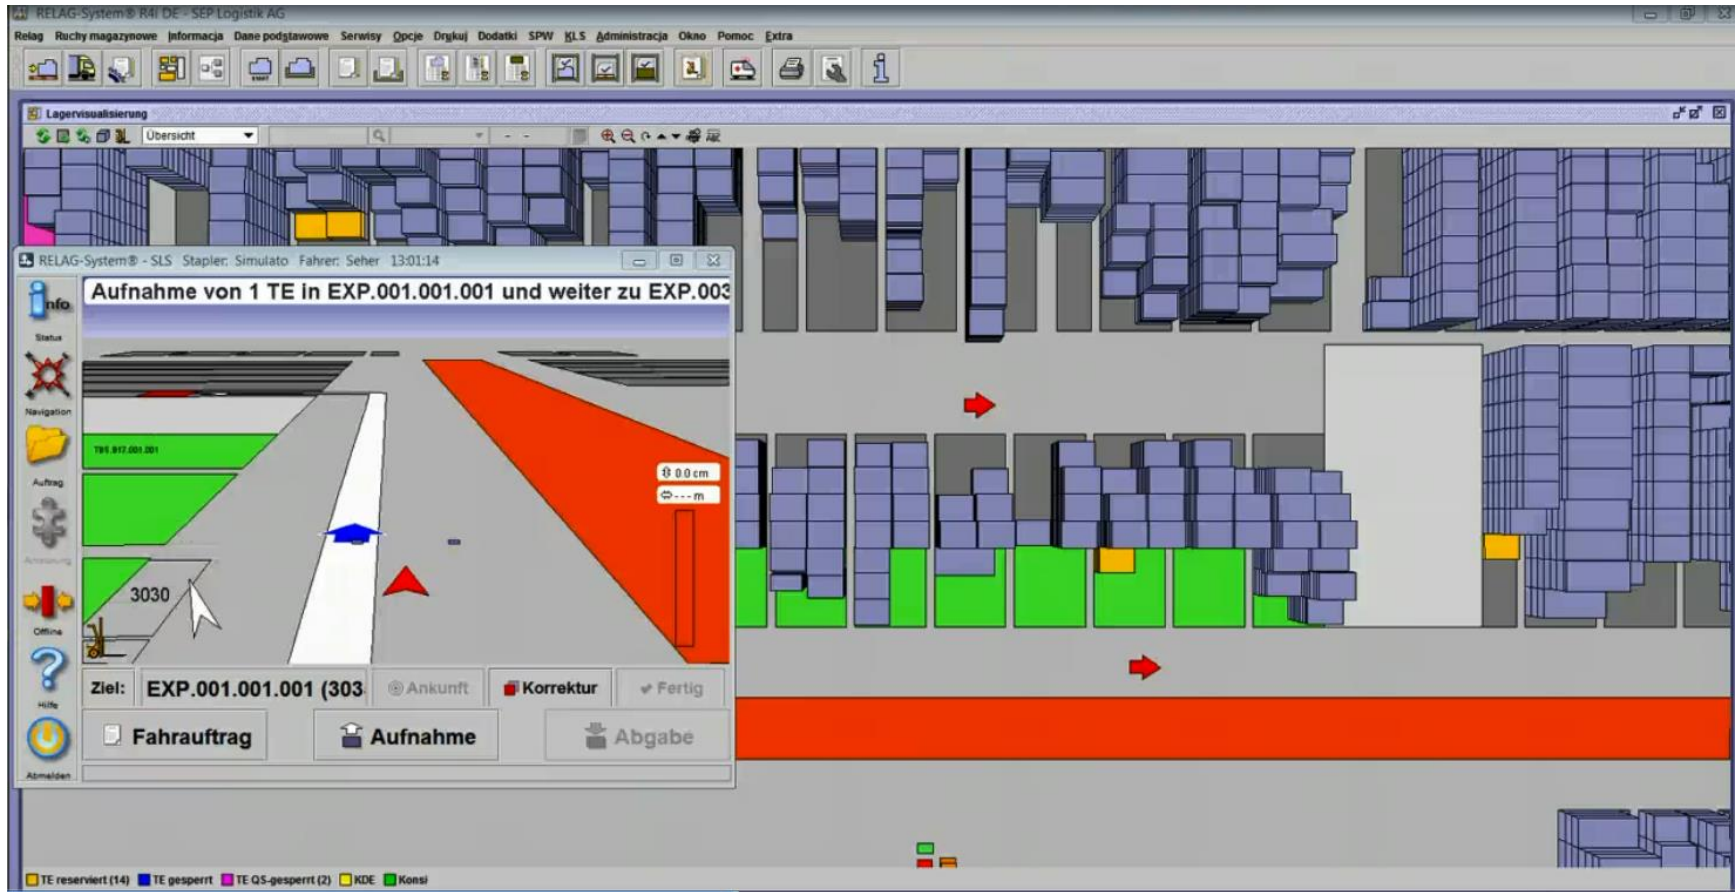 RELAG-System® R4i DE - SEP Logistik AG
Relag Ruchy magazynowe Informacja Dane podstawowe Serwisy Opcje Drukuj Dodatki SPW KLS Administracja Okno Pomoc Extra
START
Lagervisualisierung
Übersicht
RELAG-System® - SLS Stapler: Simulato Fahrer: Seher 13:01:14
Aufnahme von 1 TE in EXP.001.001.001 und weiter zu EXP.003
info
Status
Navigation
Auftrag
Offline
Hilfe
Abmelden
0.0 cm
--- m
3030
Ziel: EXP.001.001.001 (303 Ankunft Korrektur Fertig
Fahrauftrag Aufnahme Abgabe
TE reserviert (14) TE gesperrt TE QS-gesperrt (2) KDE Konsi